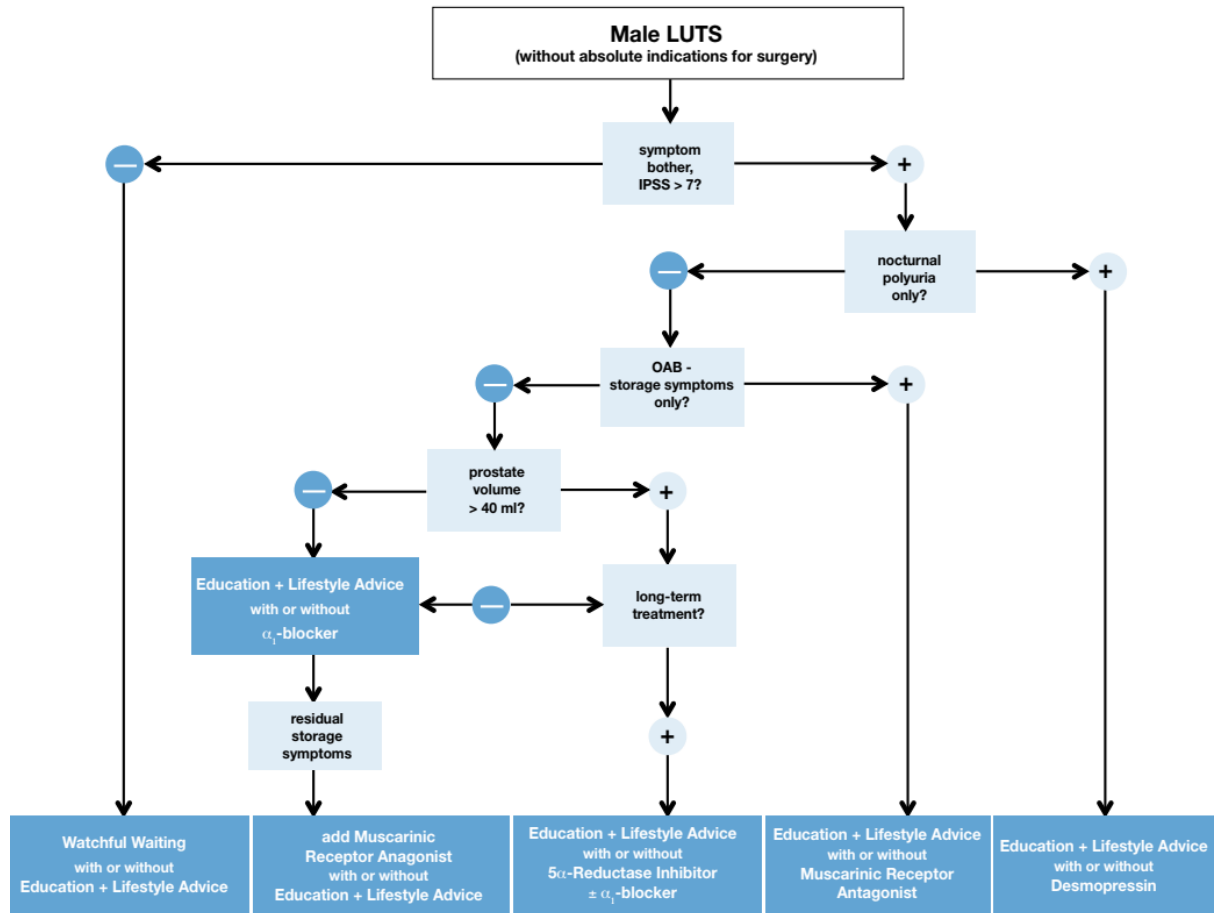 Male LUTS
(without absolute indications for surgery)
symptom
bother,
IPSS > 7?
—
+
nocturnal
polyuria
only?
—
+
OAB -
storage symptoms
only?
—
+
prostate
volume
> 40 ml?
—
+
Education + Lifestyle Advice
with or without
α₁-blocker
—
long-term
treatment?
residual
storage
symptoms
+
Watchful Waiting
with or without
Education + Lifestyle Advice
add Muscarinic
Receptor Anagonist
with or without
Education + Lifestyle Advice
Education + Lifestyle Advice
with or without
5α-Reductase Inhibitor
± α₁-blocker
Education + Lifestyle Advice
with or without
Muscarinic Receptor
Antagonist
Education + Lifestyle Advice
with or without
Desmopressin